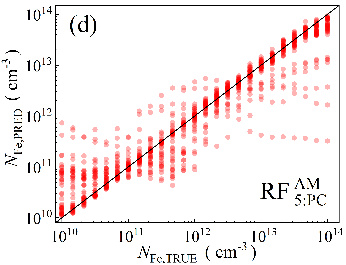 (d)
10^14
10^13
10^12
10^11
10^10
N_Fe,PRED ( cm^-3 )
RF^AM_5:PC
10^10 10^11 10^12 10^13 10^14
N_Fe,TRUE ( cm^-3 )